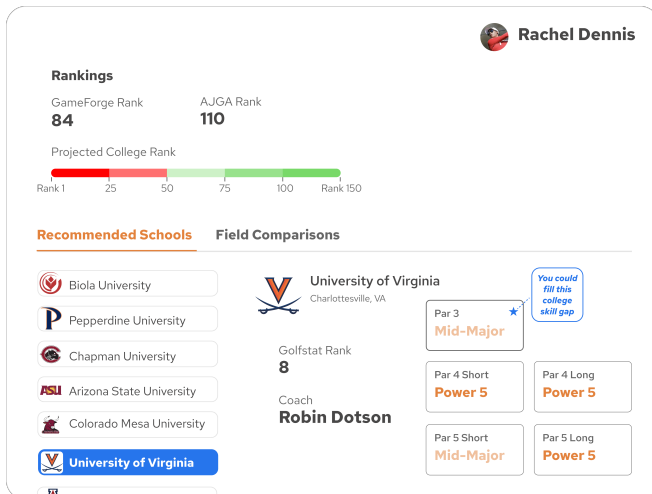 Rachel Dennis
Rankings
GameForge Rank
84
AJGA Rank
110
Projected College Rank
Rank 1
25
50
75
100
Rank 150
Recommended Schools
Field Comparisons
Biola University
Pepperdine University
Chapman University
ASU
Arizona State University
Colorado Mesa University
University of Virginia
University of Virginia
Charlottesville, VA
Golfstat Rank
8
Coach
Robin Dotson
You could
fill this
college
skill gap
Par 3
Mid-Major
Par 4 Short
Power 5
Par 4 Long
Power 5
Par 5 Short
Mid-Major
Par 5 Long
Power 5